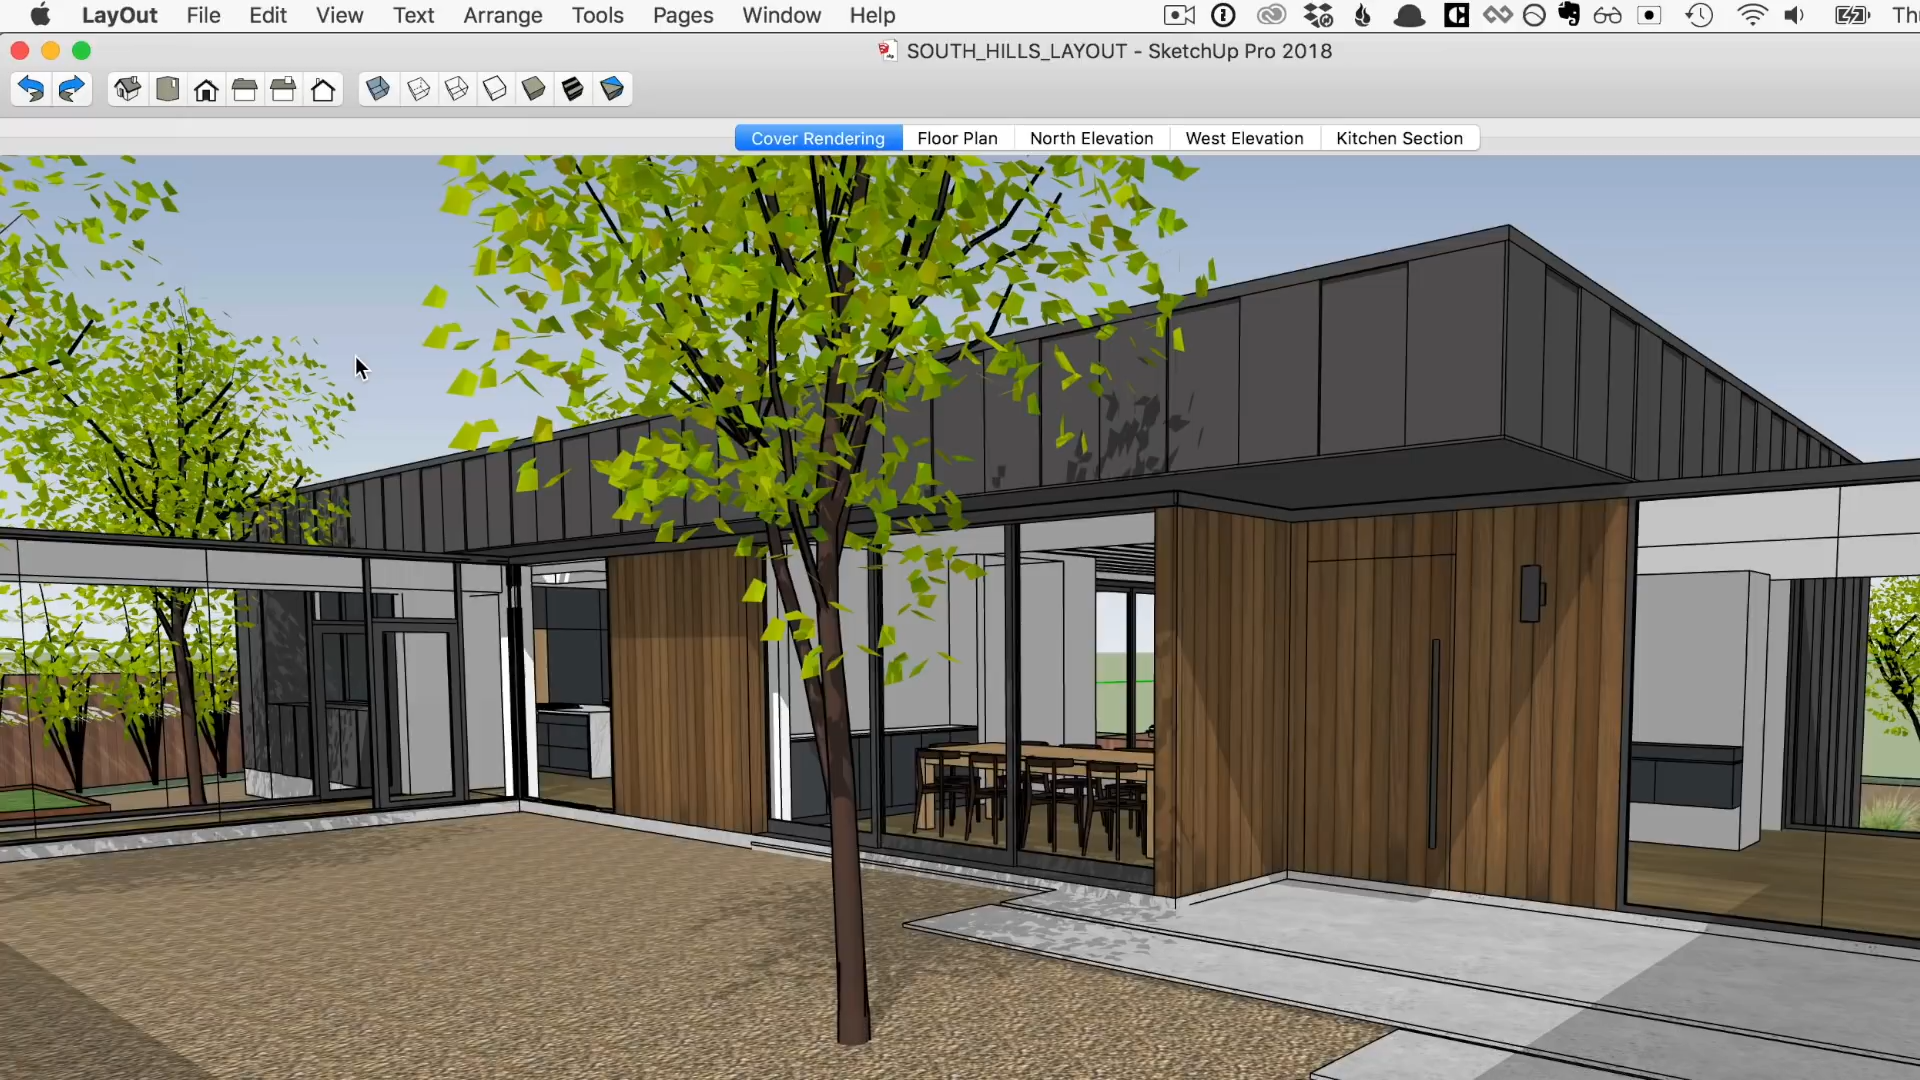 LayOut File Edit View Text Arrange Tools Pages Window Help
SOUTH_HILLS_LAYOUT - SketchUp Pro 2018
Cover Rendering Floor Plan North Elevation West Elevation Kitchen Section